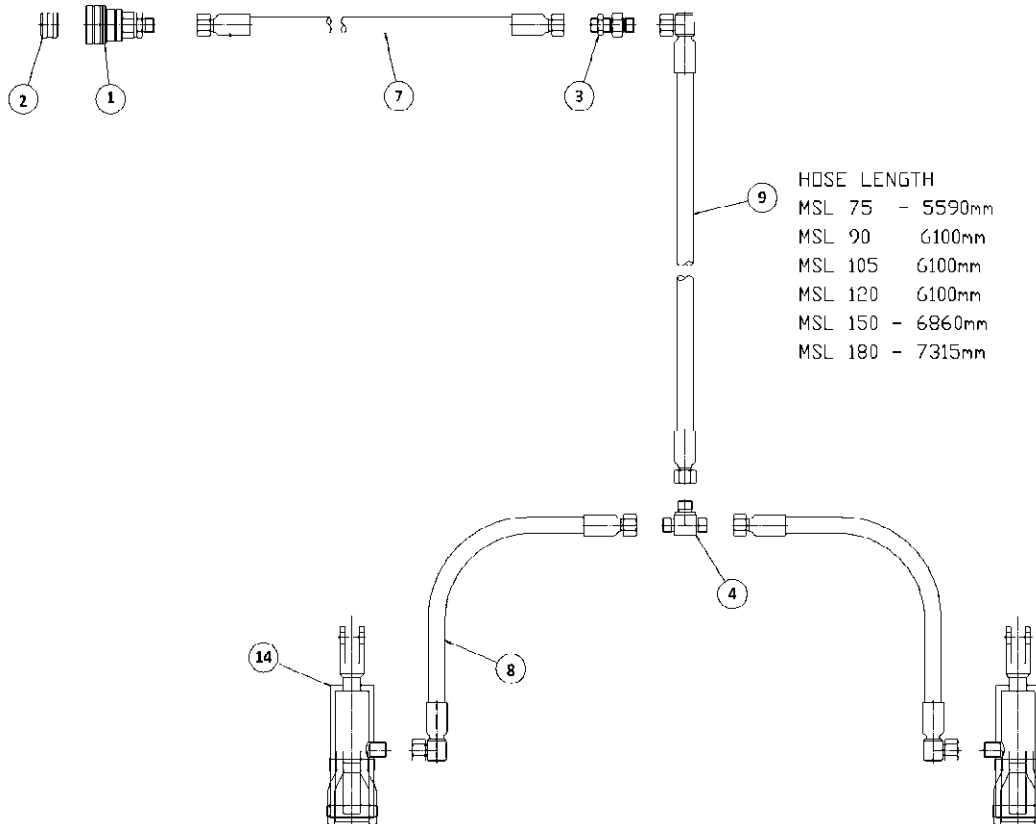 2
1
7
3
9
HOSE LENGTH
MSL 75 - 5590mm
MSL 90 6100mm
MSL 105 6100mm
MSL 120 6100mm
MSL 150 - 6860mm
MSL 180 - 7315mm
4
14
8